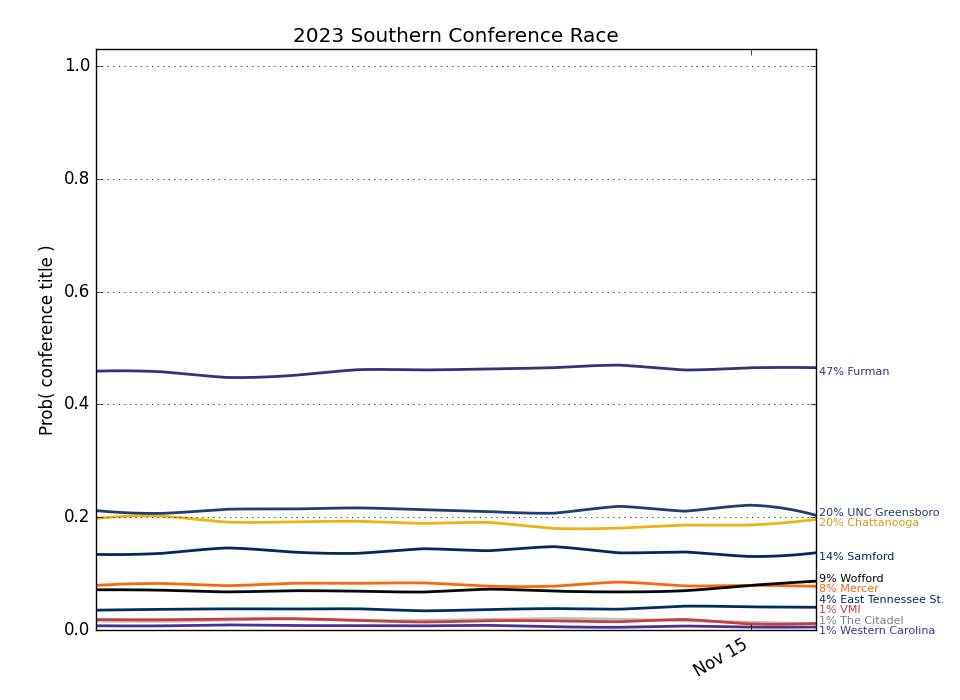 2023 Southern Conference Race
Prob( conference title )
1.0
0.8
0.6
0.4
0.2
0.0
47% Furman
20% UNC Greensboro
20% Chattanooga
14% Samford
9% Wofford
8% Mercer
4% East Tennessee St.
1% VMI
1% The Citadel
1% Western Carolina
Nov 15